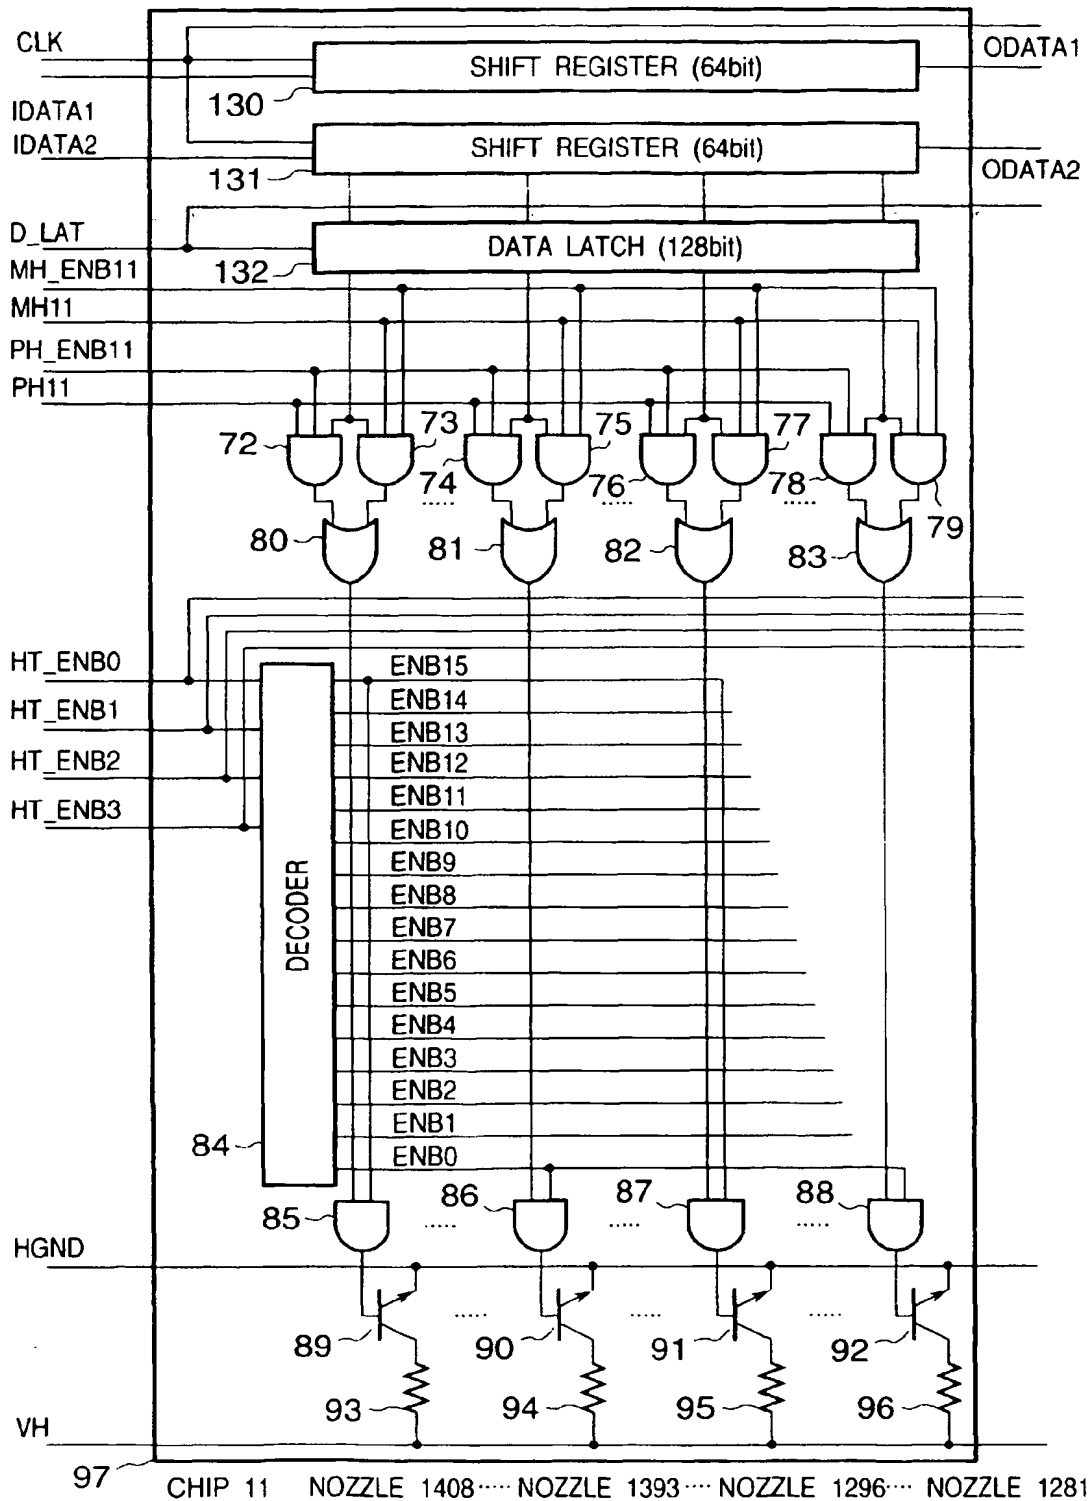 CLK
ODATA1
SHIFT REGISTER (64bit)
130
IDATA1
IDATA2
SHIFT REGISTER (64bit)
131
ODATA2
D_LAT
DATA LATCH (128bit)
132
MH_ENB11
MH11
PH_ENB11
PH11
72 73 74 75 76 77 78 79
..... ..... .....
80 81 82 83
HT_ENB0
HT_ENB1
HT_ENB2
HT_ENB3
DECODER
84
ENB15
ENB14
ENB13
ENB12
ENB11
ENB10
ENB9
ENB8
ENB7
ENB6
ENB5
ENB4
ENB3
ENB2
ENB1
ENB0
85 ..... 86 ..... 87 ..... 88
HGND
89 ..... 90 ..... 91 ..... 92
93 94 95 96
VH
97
CHIP 11 NOZZLE 1408 ..... NOZZLE 1393 .... NOZZLE 1296 .... NOZZLE 1281